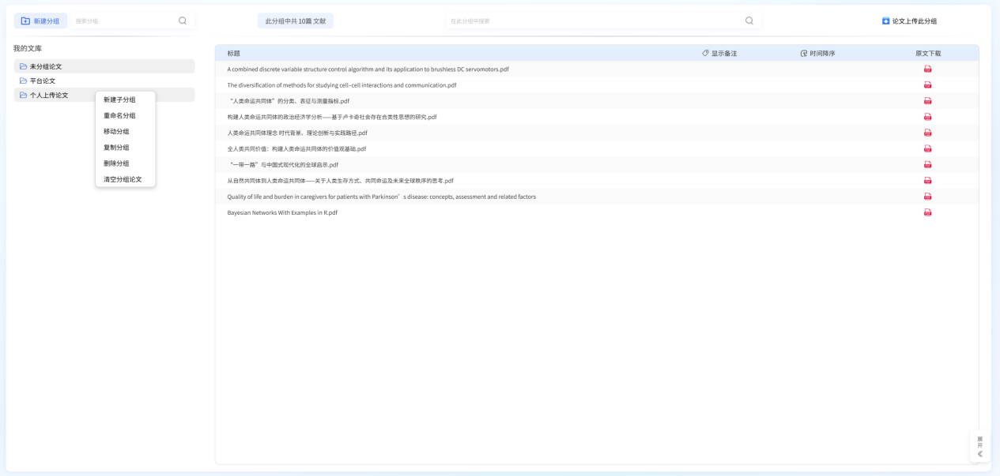 新建分组
搜索分组
此分组中共 10篇 文献
在此分组中搜索
论文上传此分组
我的文库
未分组论文
平台论文
个人上传论文
新建子分组
重命名分组
移动分组
复制分组
删除分组
清空分组论文
标题 显示备注 时间降序 原文下载
A combined discrete variable structure control algorithm and its application to brushless DC servomotors.pdf
The diversification of methods for studying cell–cell interactions and communication.pdf
“人类命运共同体”的分类、表征与测量指标.pdf
构建人类命运共同体的政治经济学分析——基于卢卡奇社会存在合类性思想的研究.pdf
人类命运共同体理念 时代背景、理论创新与实践路径.pdf
全人类共同价值：构建人类命运共同体的价值观基础.pdf
“一带一路”与中国式现代化的全球启示.pdf
从自然共同体到人类命运共同体——关于人类生存方式、共同命运及未来全球秩序的思考.pdf
Quality of life and burden in caregivers for patients with Parkinson’s disease: concepts, assessment and related factors
Bayesian Networks With Examples in R.pdf
展
开